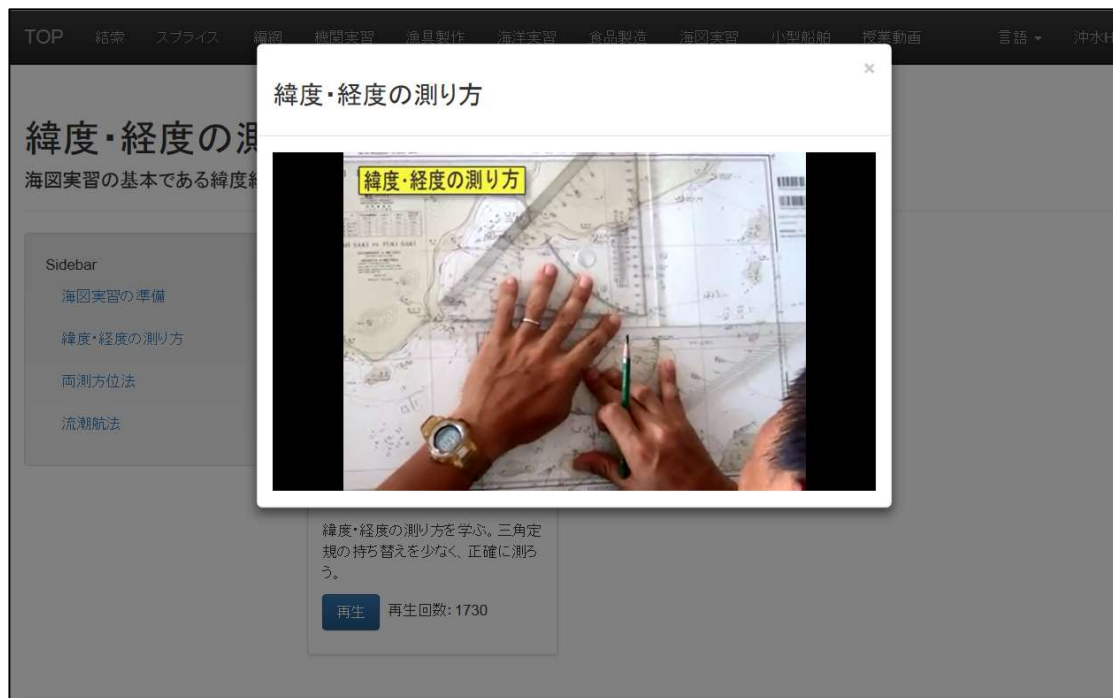 TOP 結索 スプライス 編網 機関実習 漁具製作 海洋実習 食品製造 海図実習 小型船舶 授業動画 言語 沖水H
緯度・経度の測り方
×
緯度・経度の測
海図実習の基本である緯度
緯度・経度の測り方
Sidebar
海図実習の準備
緯度・経度の測り方
両測方位法
流潮航法
緯度・経度の測り方を学ぶ。三角定
規の持ち替えを少なく、正確に測ろ
う。
再生 再生回数: 1730